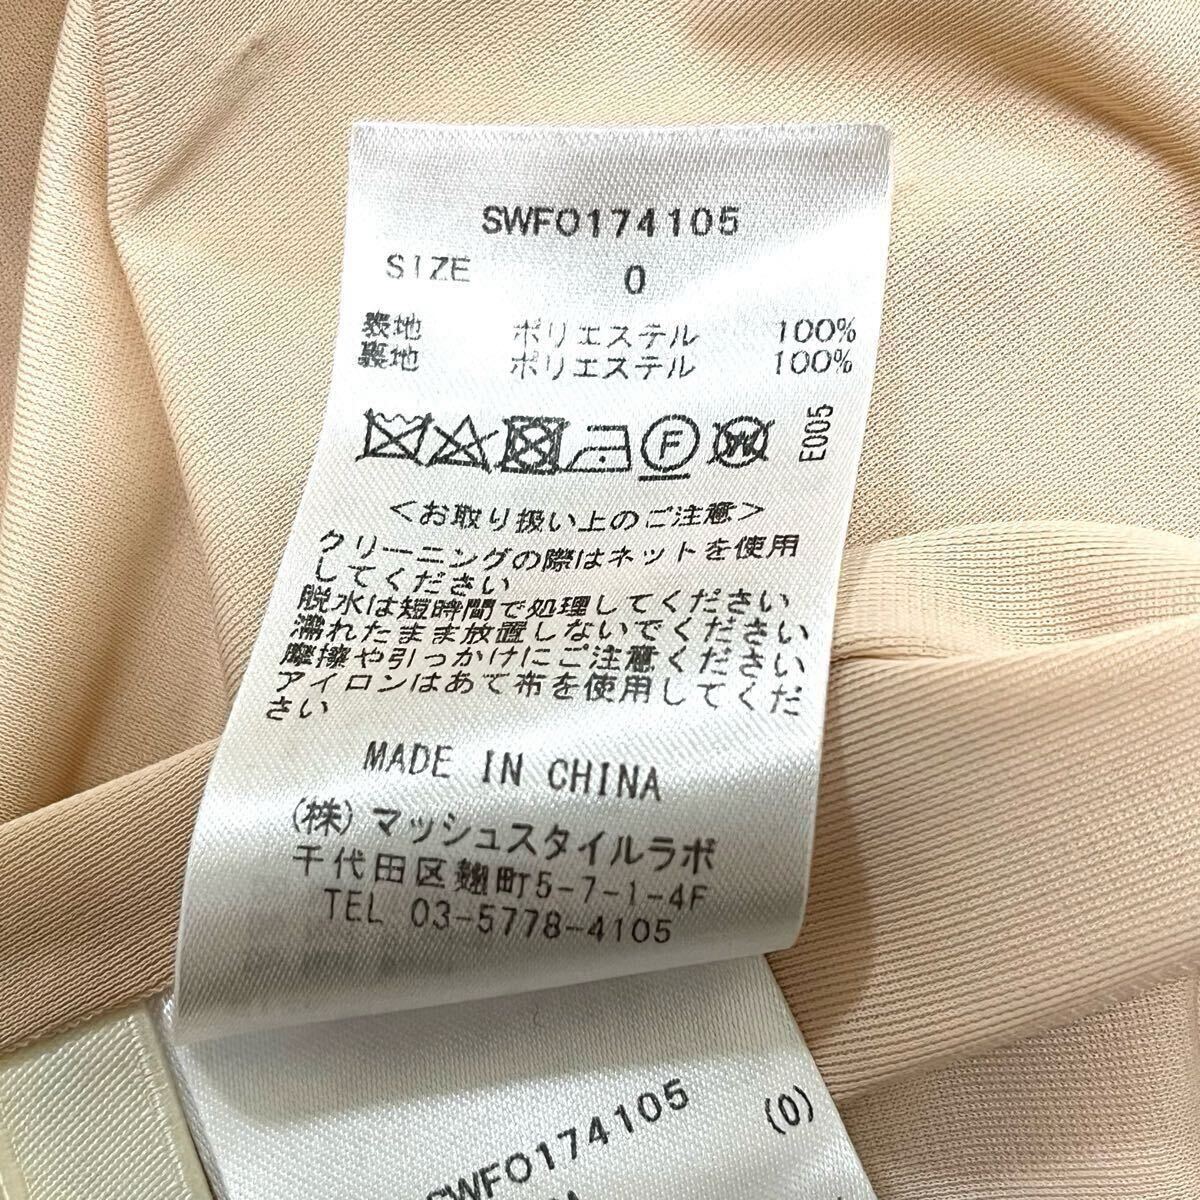 SWFO174105
SIZE 0
表地 ポリエステル 100%
裏地 ポリエステル 100%
F W E005
<お取り扱い上のご注意>
クリーニングの際はネットを使用
してください
脱水は短時間で処理してください
濡れたまま放置しないでください
摩擦や引っかけにご注意ください
アイロンはあて布を使用してくだ
さい
MADE IN CHINA
(株)マッシュスタイルラボ
千代田区麹町5-7-1-4F
TEL 03-5778-4105
SWFO174105 (0)